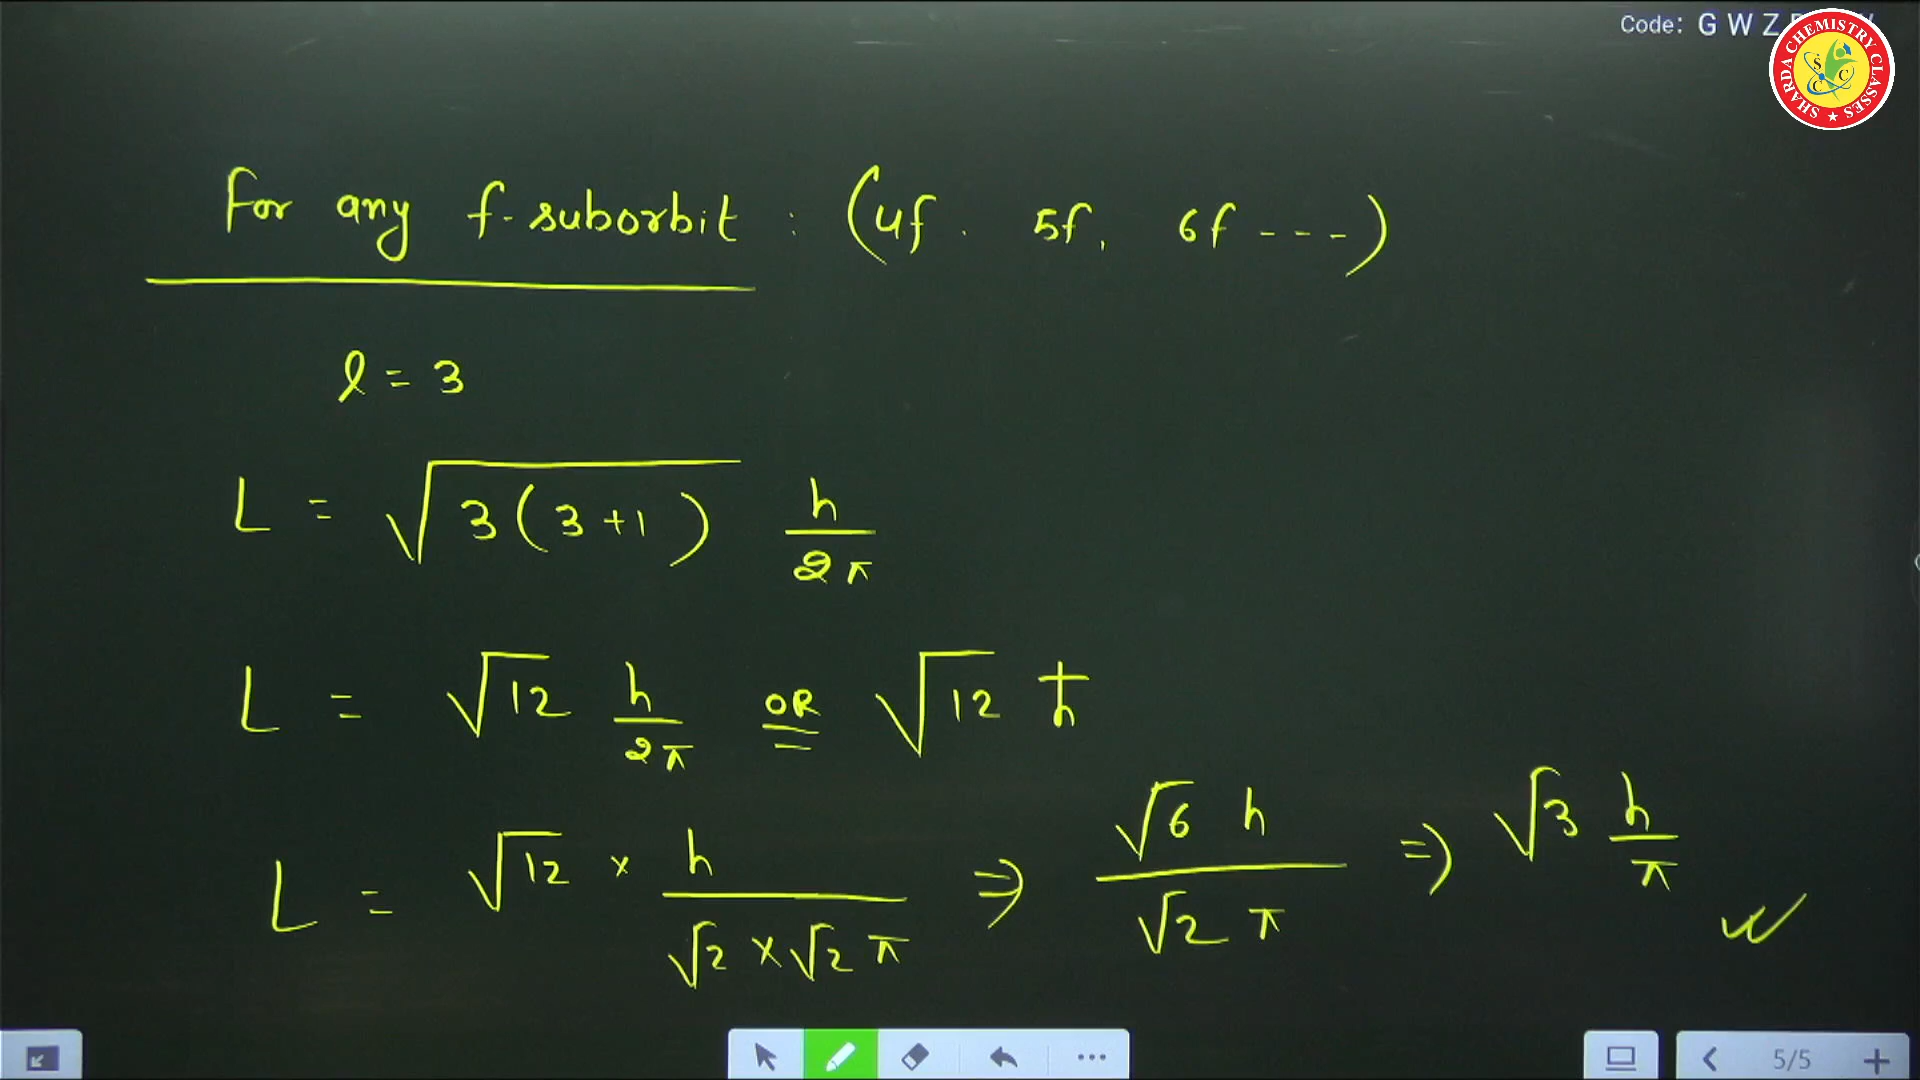 Code: G W Z
SHARDA CHEMISTRY CLASSES
S C C
For any f-suborbit : (4f. 5f, 6f ---)
l = 3
L = √3(3+1) h/2π
L = √12 h/2π OR √12 ħ
L = √12 × h/√2×√2 π ⇒ √6 h/√2 π ⇒ √3 h/π
5/5